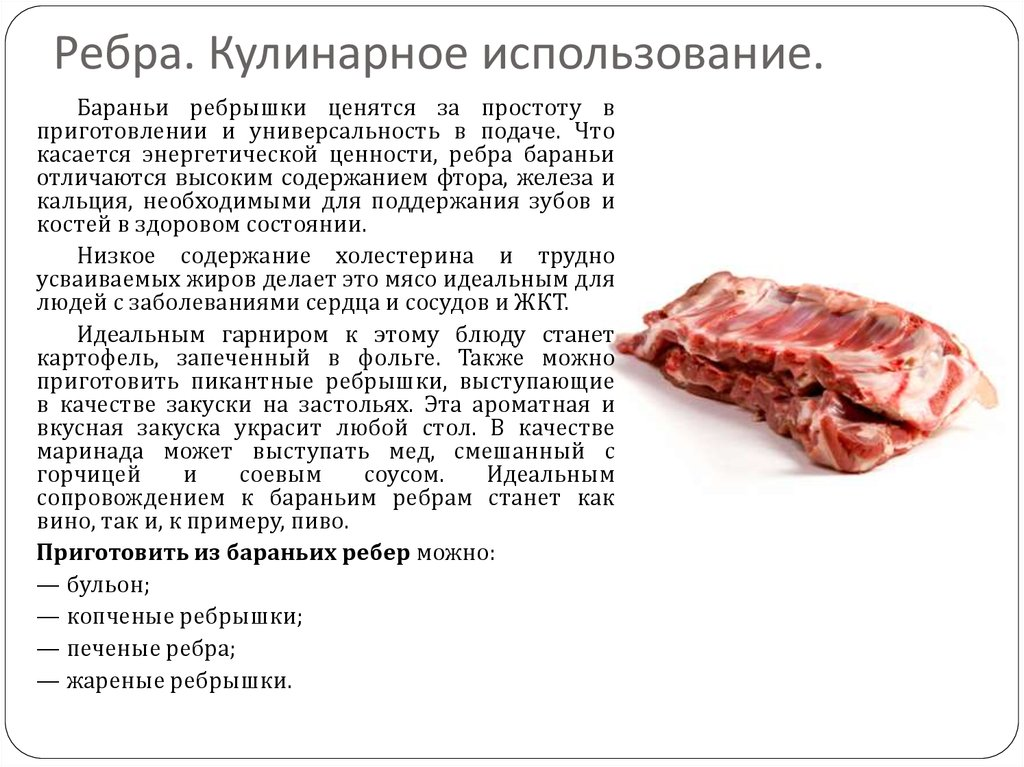 Ребра. Кулинарное использование.
Бараньи ребрышки ценятся за простоту в
приготовлении и универсальность в подаче. Что
касается энергетической ценности, ребра бараньи
отличаются высоким содержанием фтора, железа и
кальция, необходимыми для поддержания зубов и
костей в здоровом состоянии.
Низкое содержание холестерина и трудно
усваиваемых жиров делает это мясо идеальным для
людей с заболеваниями сердца и сосудов и ЖКТ.
Идеальным гарниром к этому блюду станет
картофель, запеченный в фольге. Также можно
приготовить пикантные ребрышки, выступающие
в качестве закуски на застольях. Эта ароматная и
вкусная закуска украсит любой стол. В качестве
маринада может выступать мед, смешанный с
горчицей и соевым соусом. Идеальным
сопровождением к бараньим ребрам станет как
вино, так и, к примеру, пиво.
Приготовить из бараньих ребер можно:
— бульон;
— копченые ребрышки;
— печеные ребра;
— жареные ребрышки.